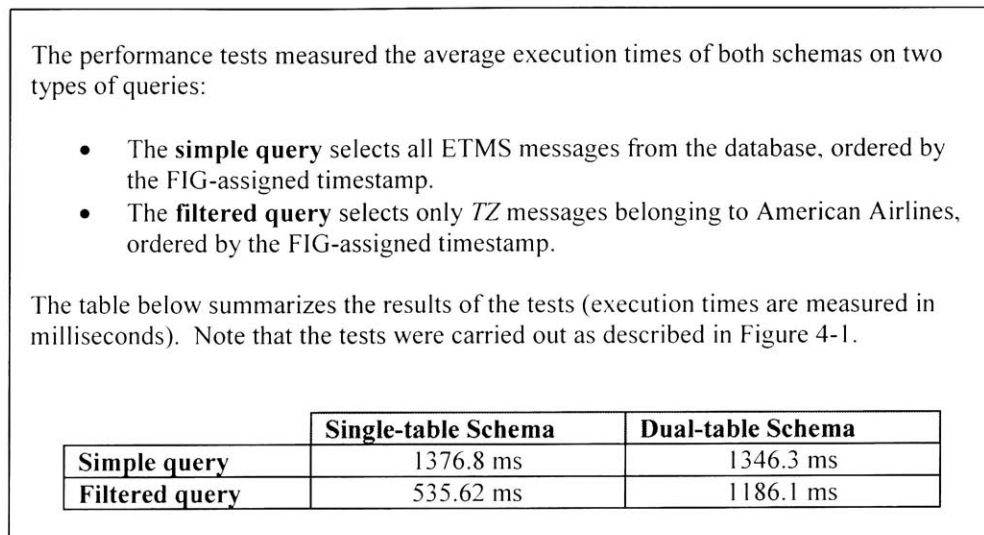 The performance tests measured the average execution times of both schemas on two
types of queries:
• The simple query selects all ETMS messages from the database, ordered by
the FIG-assigned timestamp.
• The filtered query selects only TZ messages belonging to American Airlines,
ordered by the FIG-assigned timestamp.
The table below summarizes the results of the tests (execution times are measured in
milliseconds). Note that the tests were carried out as described in Figure 4-1.
Single-table Schema Dual-table Schema
Simple query 1376.8 ms 1346.3 ms
Filtered query 535.62 ms 1186.1 ms